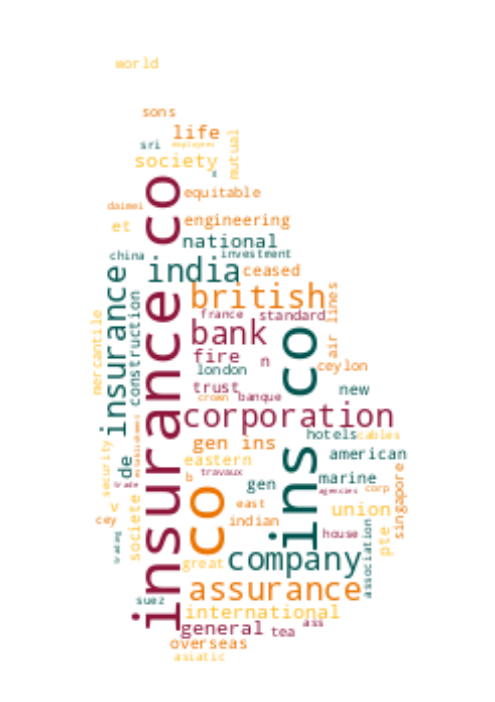 world
sons
life
sri
employees
society
mutual
equitable
daimei
et
engineering
national
china
investment
india
ceased
insurance co
insurance
construction
mercantile
british
france
standard
air lines
bank
fire
n
london
ceylon
trust
new
crown
banque
corporation
ins co
gen ins
hotels
cables
eastern
american
de
security
travaux
trade
b
gen
marine
agencies
corp
singapore
v
societe
co
east
union
cey
indian
house
pte
association
trading
great
company
assurance
suez
international
general
tea
ass
overseas
asiatic